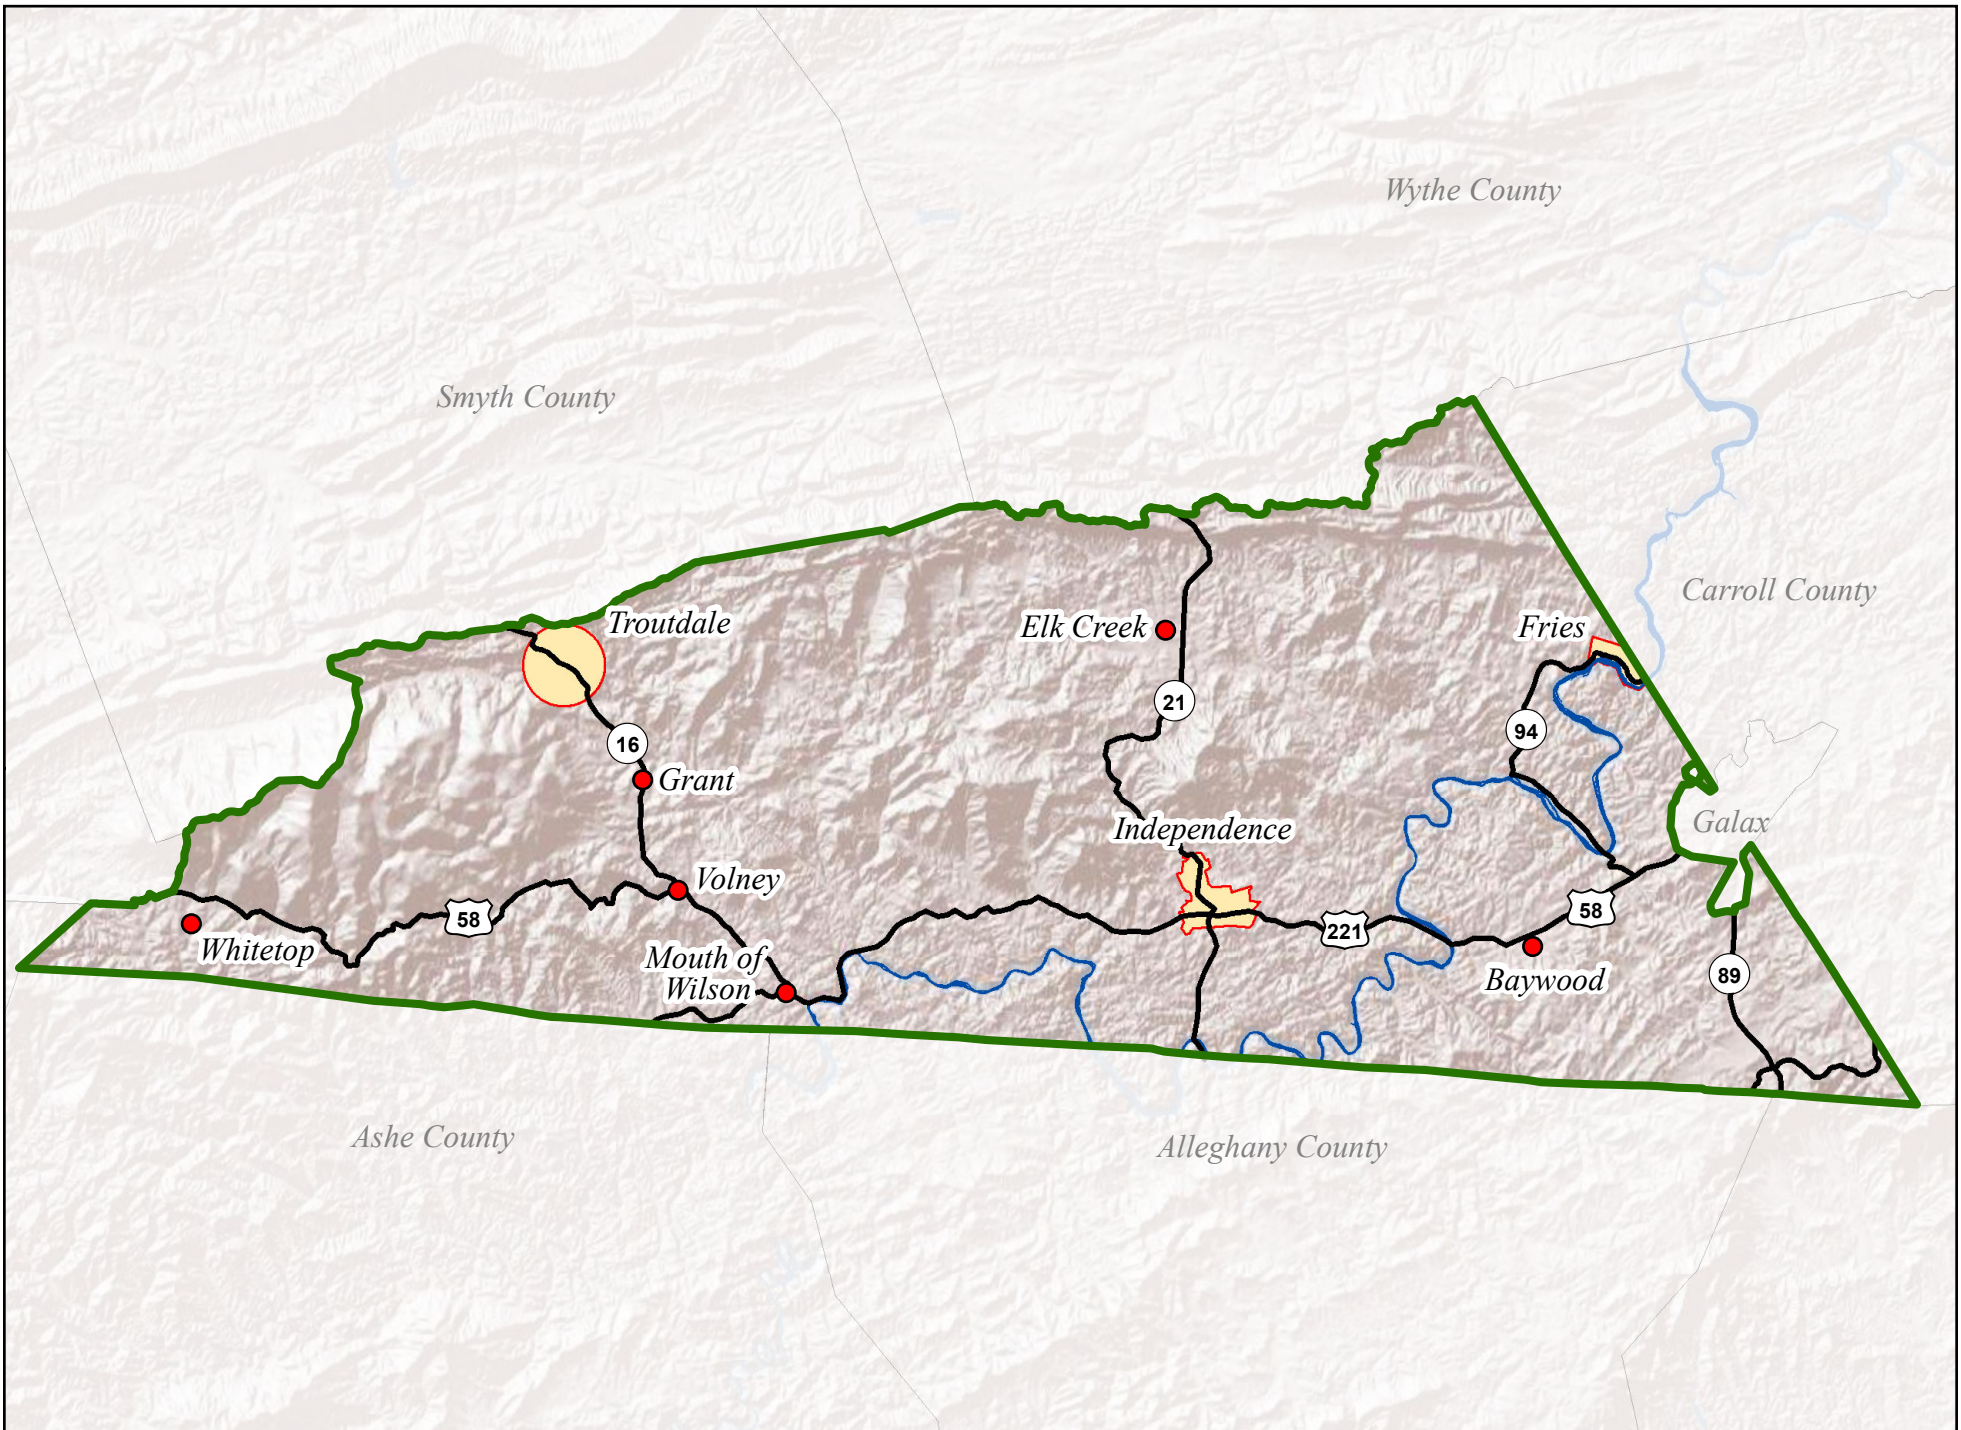 Wythe County
Smyth County
Carroll County
Troutdale
Elk Creek
Fries
21
94
16
Grant
Galax
Independence
Volney
58
58
221
Whitetop
Mouth of
Wilson
Baywood
89
Ashe County
Alleghany County